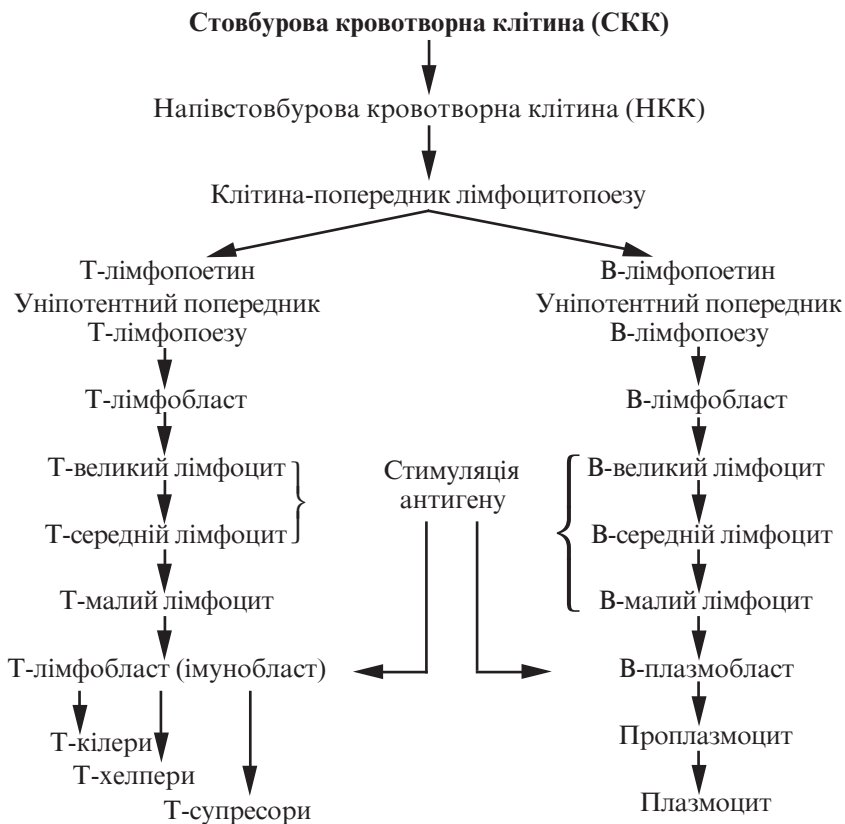 Стовбурова кровотворна клітина (СКК)
Напівстовбурова кровотворна клітина (НКК)
Клітина-попередник лімфоцитопоезу
Т-лімфопоетин
Уніпотентний попередник
Т-лімфопоезу
В-лімфопоетин
Уніпотентний попередник
В-лімфопоезу
Т-лімфобласт
В-лімфобласт
Т-великий лімфоцит
Стимуляція
антигену
В-великий лімфоцит
Т-середній лімфоцит
В-середній лімфоцит
Т-малий лімфоцит
В-малий лімфоцит
Т-лімфобласт (імунобласт)
В-плазмобласт
Т-кілери
Т-хелпери
Т-супресори
Проплазмоцит
Плазмоцит